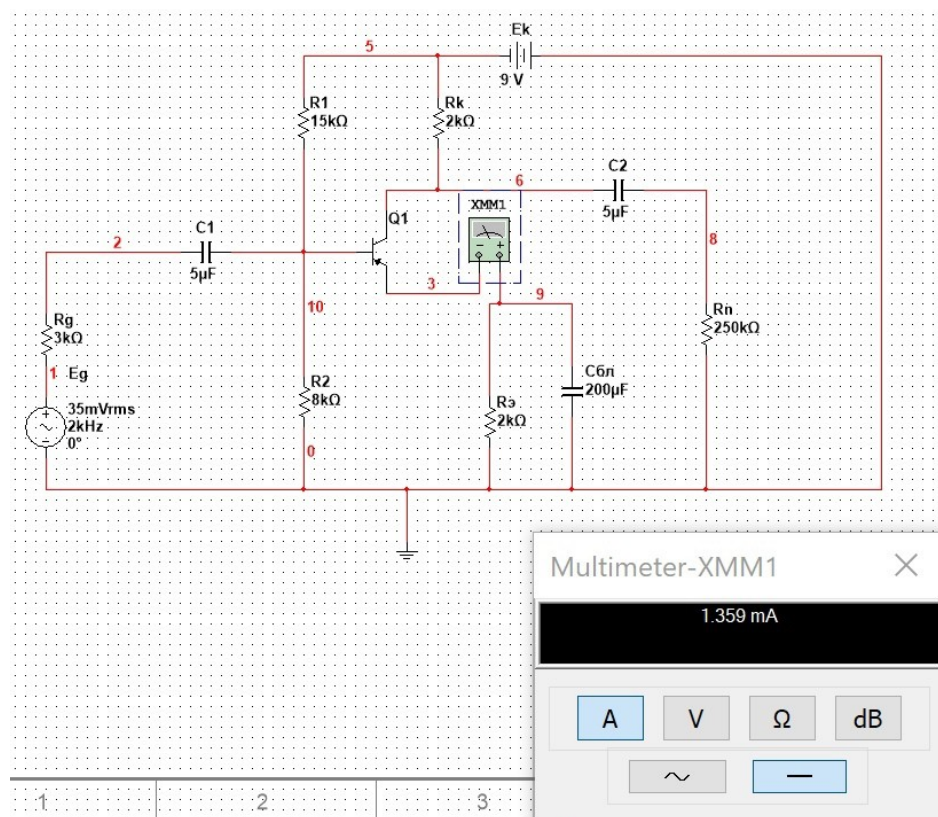 Ek
9 V
5
R1
15kΩ
Rk
2kΩ
C2
5µF
6
XMM1
Q1
C1
5µF
2
8
3
9
10
Rg
3kΩ
Rn
250kΩ
1 Eg
Cбл
200µF
R2
8kΩ
Rэ
2kΩ
35mVrms
2kHz
0°
0
Multimeter-XMM1
1.359 mA
A V Ω dB
1 2 3